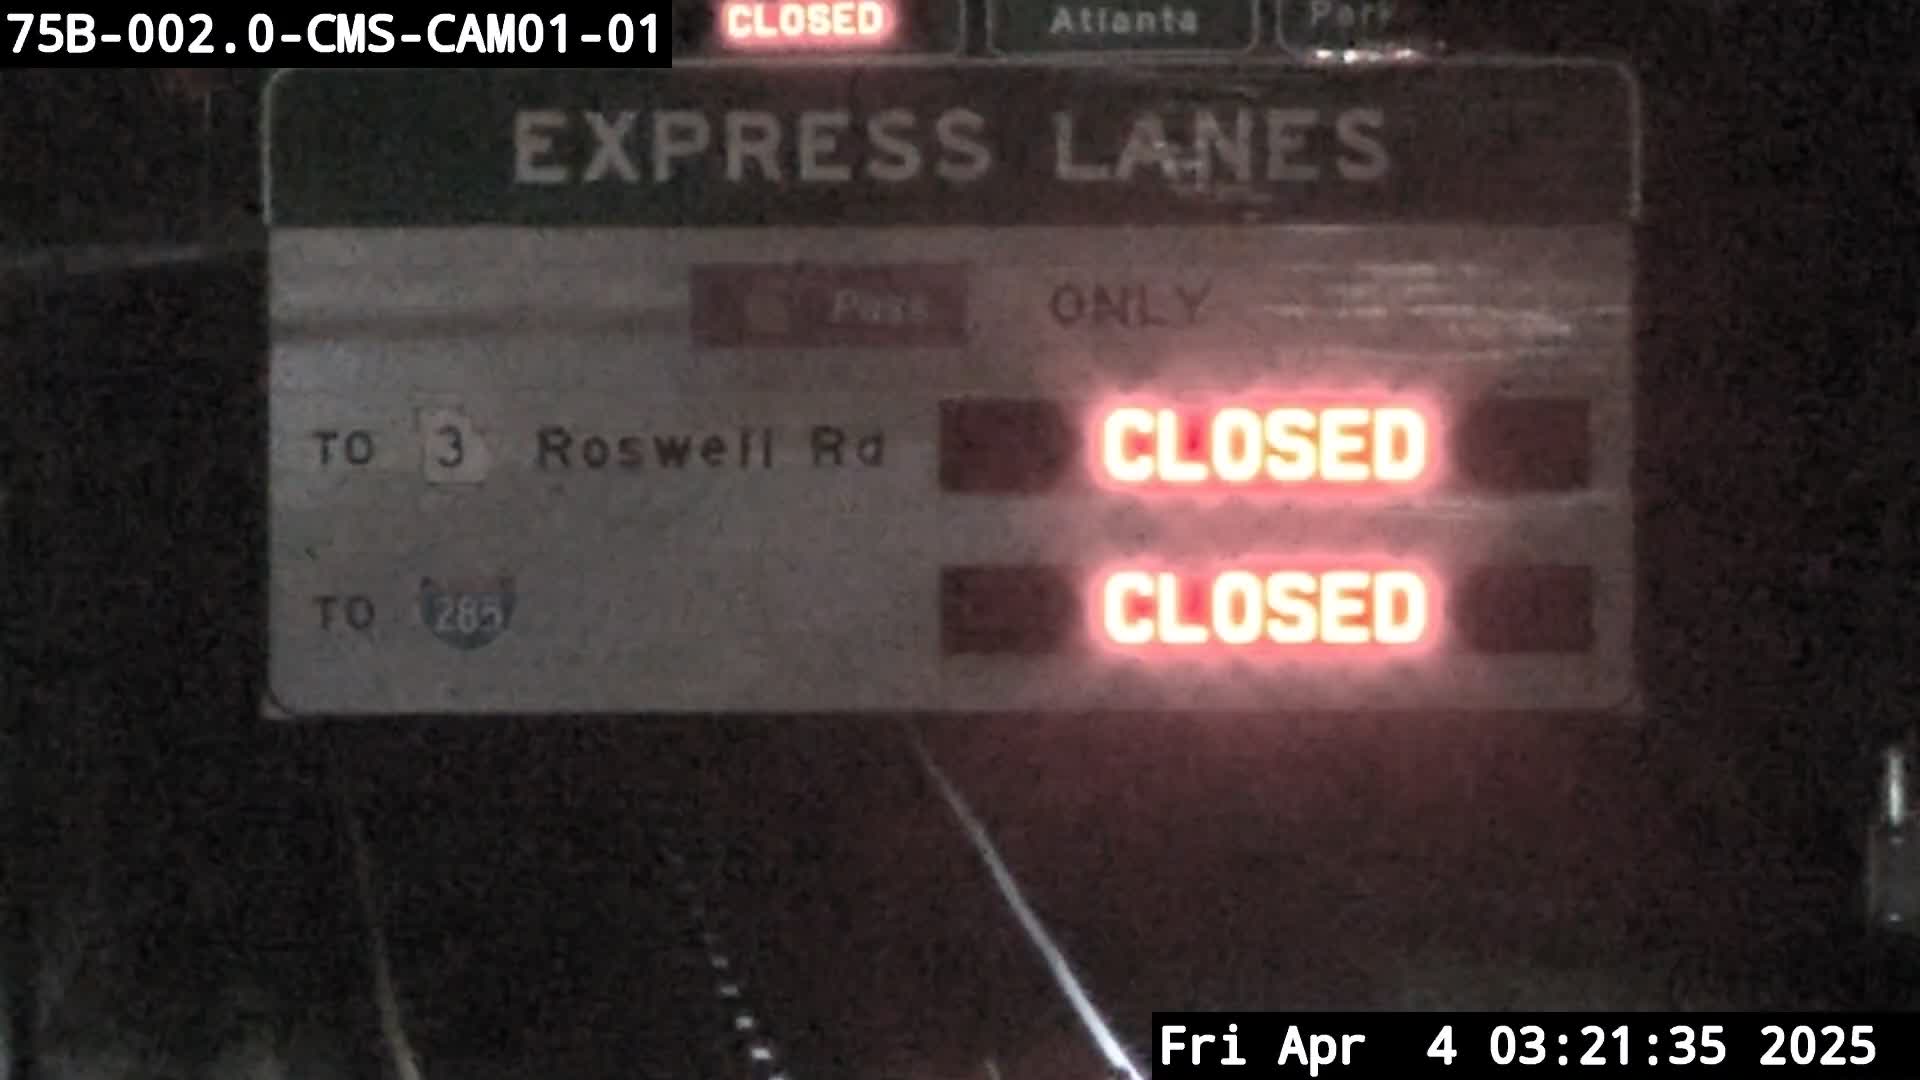 75B-002.0-CMS-CAM01-01
CLOSED
Atlanta
EXPRESS LANES
Pass ONLY
TO 3 Roswell Rd CLOSED
TO 285 CLOSED
Fri Apr 4 03:21:35 2025